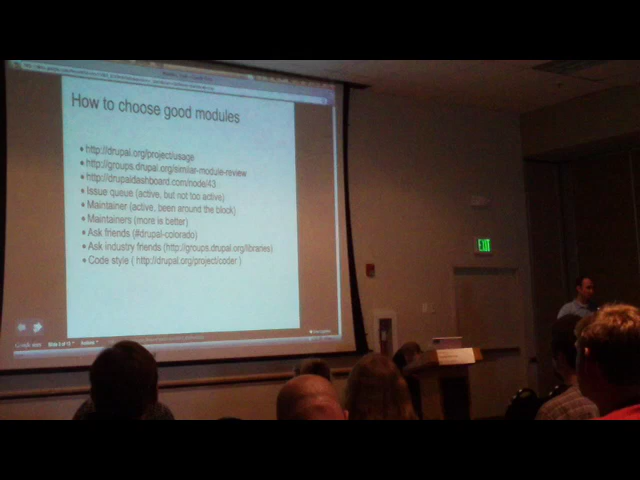 How to choose good modules
• http://drupal.org/project/usage
• http://groups.drupal.org/similar-module-review
• http://drupaldashboard.com/node/43
• Issue queue (active, but not too active)
• Maintainer (active, been around the block)
• Maintainers (more is better)
• Ask friends (#drupal-colorado)
• Ask industry friends (http://groups.drupal.org/libraries)
• Code style ( http://drupal.org/project/coder )
EXIT